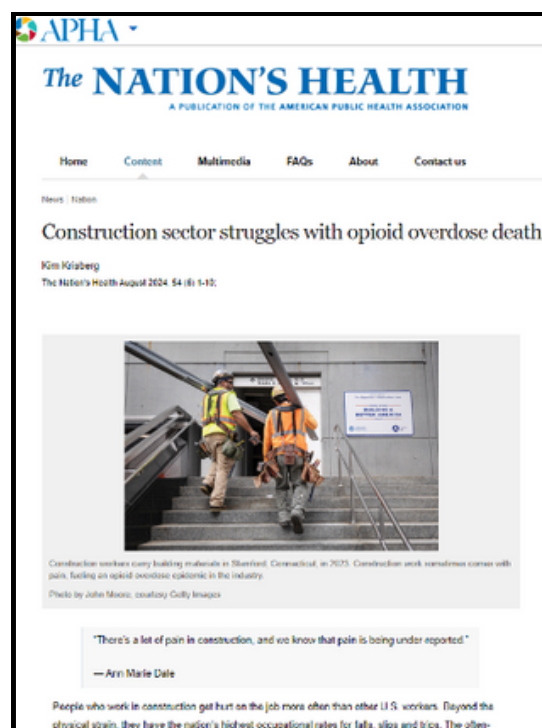 APHA
The NATION'S HEALTH
A PUBLICATION OF THE AMERICAN PUBLIC HEALTH ASSOCIATION
Home Content Multimedia FAQs About Contact us
News | Nation
Construction sector struggles with opioid overdose death
Kim Krisberg
The Nation's Health August 2024, 54 (6) 1-10;
BUILDING A
BETTER AMERICA
Construction workers carry building materials in Stamford, Connecticut, in 2023. Construction work sometimes comes with
pain, fueling an opioid overdose epidemic in the industry.
Photo by John Moore, courtesy Getty Images
"There's a lot of pain in construction, and we know that pain is being under-reported."
— Ann Marie Dale
People who work in construction get hurt on the job more often than other U.S. workers. Beyond the
physical strain, they have the nation's highest occupational rates for falls, slips and trips. The often-